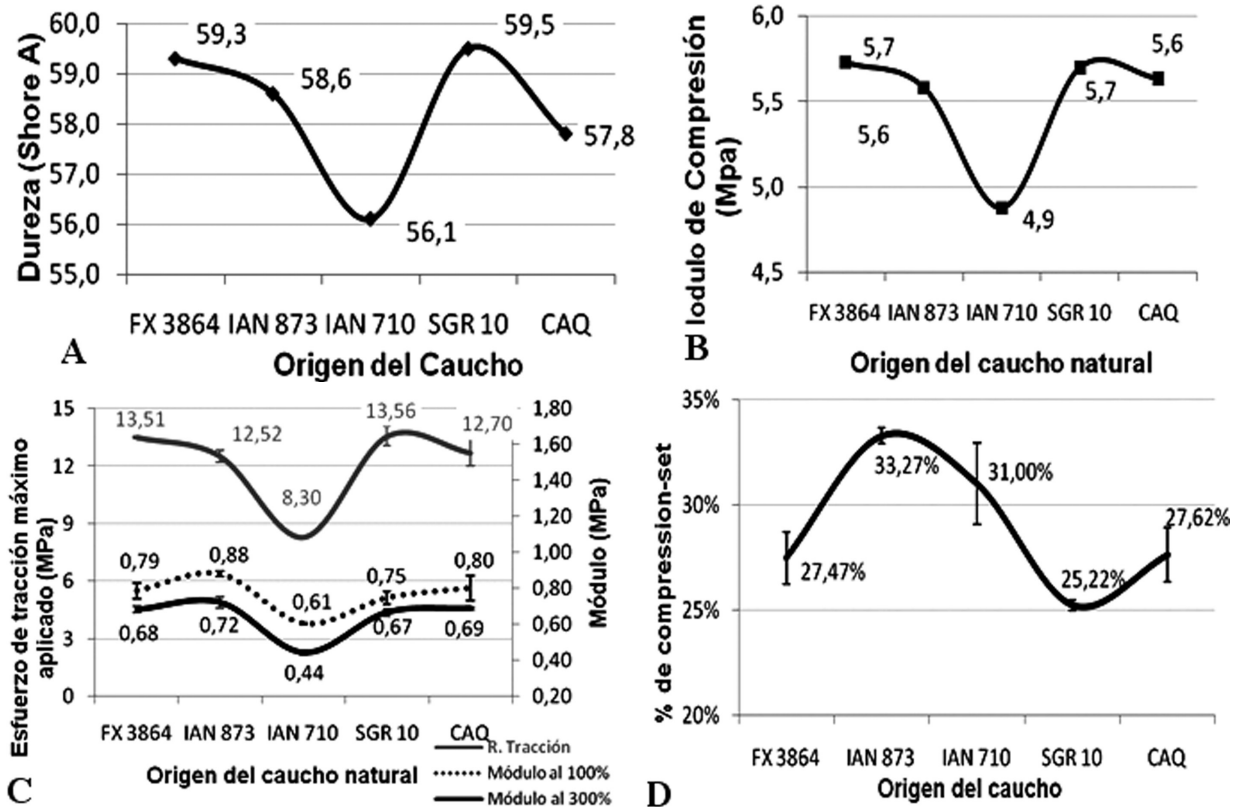 Dureza (Shore A)
60,0
59,0
58,0
57,0
56,0
55,0
59,3
58,6
56,1
59,5
57,8
FX 3864 IAN 873 IAN 710 SGR 10 CAQ
A
Origen del Caucho
Iodulo de Compresión
(Mpa)
6,0
5,5
5,0
4,5
5,7
5,6
4,9
5,7
5,6
FX 3864 IAN 873 IAN 710 SGR 10 CAQ
B
Origen del caucho natural
Esfuerzo de tracción máximo
aplicado (MPa)
15
12
9
6
3
0
13,51
12,52
8,30
13,56
12,70
0,79
0,88
0,61
0,75
0,80
0,68
0,72
0,44
0,67
0,69
1,80
1,60
1,40
1,20
1,00
0,80
0,60
0,40
0,20
Módulo (MPa)
FX 3864 IAN 873 IAN 710 SGR 10 CAQ
Origen del caucho natural
R. Tracción
Módulo al 100%
Módulo al 300%
C
% de compression-set
35%
30%
25%
20%
27,47%
33,27%
31,00%
25,22%
27,62%
FX 3864 IAN 873 IAN 710 SGR 10 CAQ
Origen del caucho
D